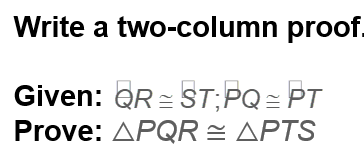 Write a two-column proof.
Given: QR ≅ ST; PQ ≅ PT
Prove: △PQR ≅ △PTS